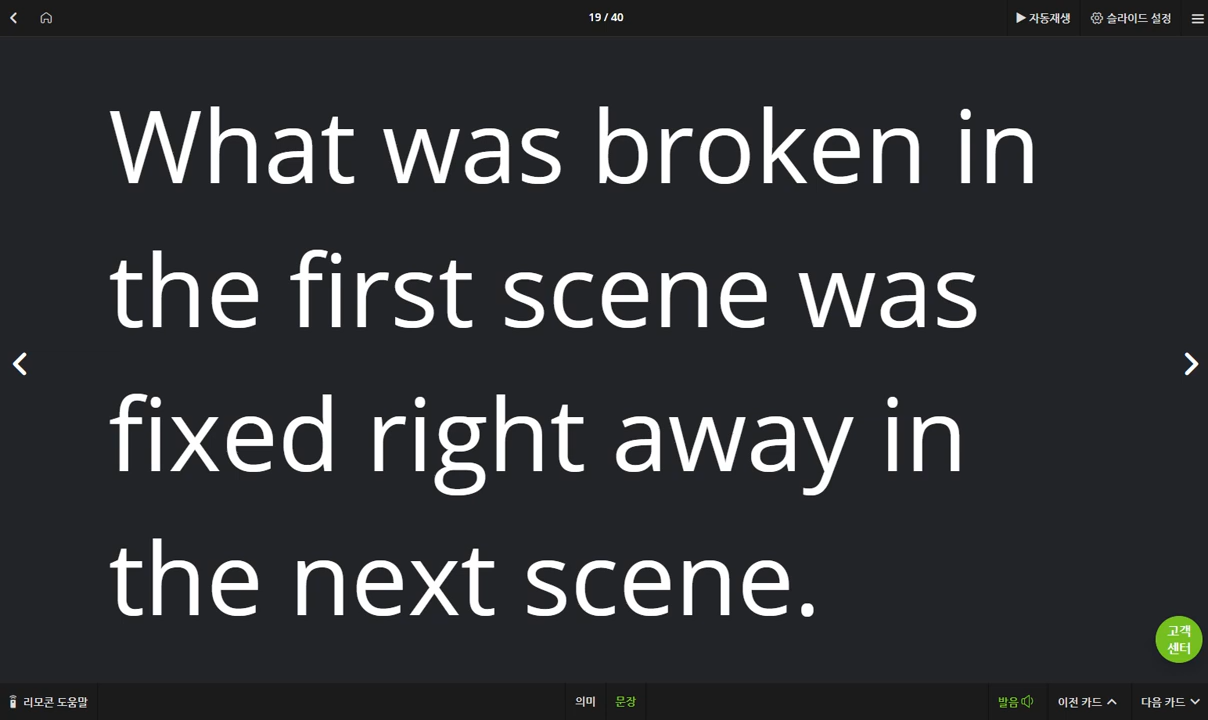 19 / 40
자동재생
슬라이드 설정
What was broken in
the first scene was
fixed right away in
the next scene.
고객
센터
리모콘 도움말
의미
문장
발음
이전 카드
다음 카드